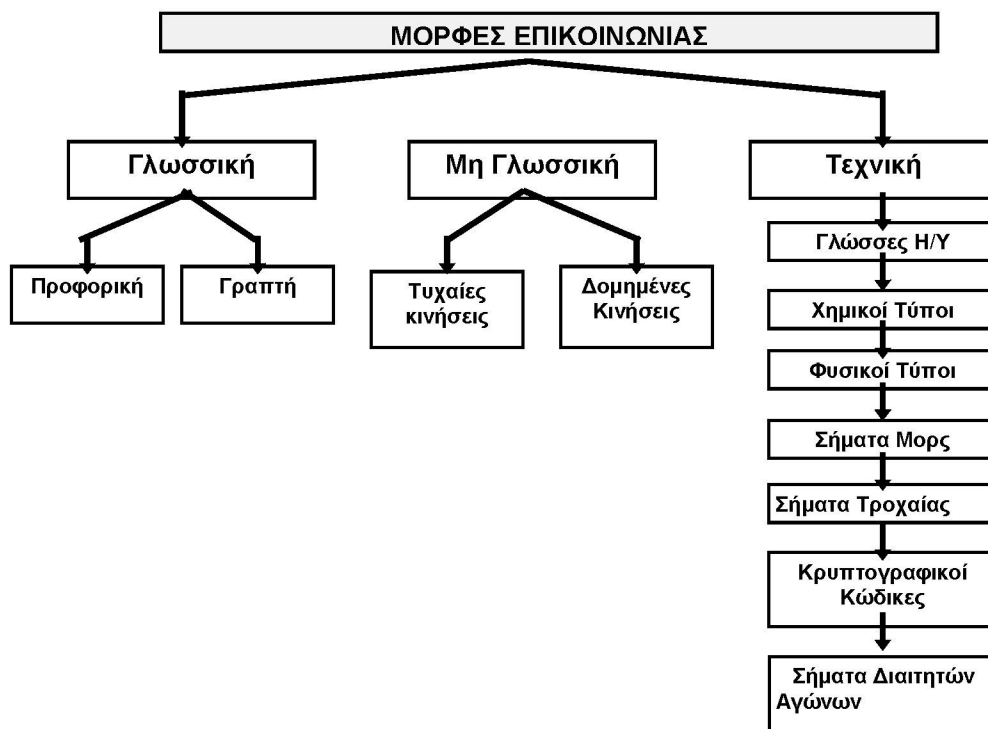 ΜΟΡΦΕΣ ΕΠΙΚΟΙΝΩΝΙΑΣ
Γλωσσική
Μη Γλωσσική
Τεχνική
Προφορική
Γραπτή
Τυχαίες
κινήσεις
Δομημένες
Κινήσεις
Γλώσσες Η/Υ
Χημικοί Τύποι
Φυσικοί Τύποι
Σήματα Μορς
Σήματα Τροχαίας
Κρυπτογραφικοί
Κώδικες
Σήματα Διαιτητών
Αγώνων